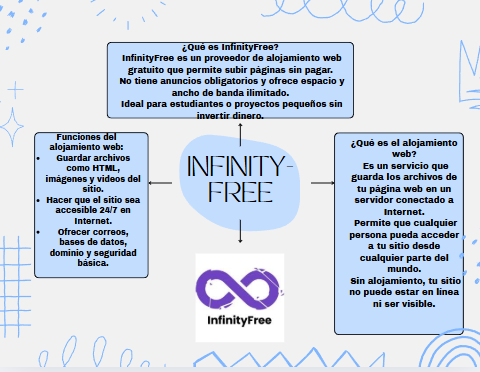 ¿Qué es InfinityFree?
InfinityFree es un proveedor de alojamiento web
gratuito que permite subir páginas sin pagar.
No tiene anuncios obligatorios y ofrece espacio y
ancho de banda ilimitado.
Ideal para estudiantes o proyectos pequeños sin
invertir dinero.
Funciones del
alojamiento web:
• Guardar archivos
como HTML,
imágenes y videos del
sitio.
• Hacer que el sitio sea
accesible 24/7 en
Internet.
• Ofrecer correos,
bases de datos,
dominio y seguridad
básica.
INFINITY-
FREE
¿Qué es el alojamiento
web?
Es un servicio que
guarda los archivos de
tu página web en un
servidor conectado a
Internet.
Permite que cualquier
persona pueda acceder
a tu sitio desde
cualquier parte del
mundo.
Sin alojamiento, tu sitio
no puede estar en línea
ni ser visible.
InfinityFree